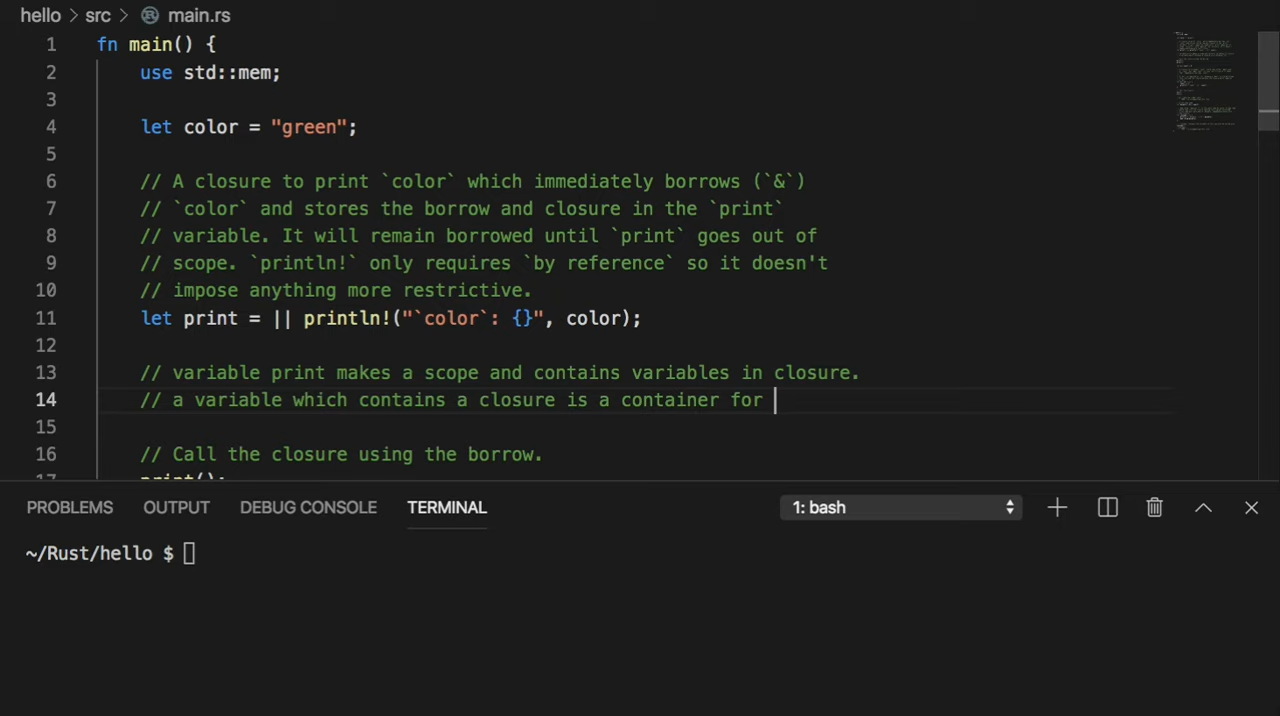 hello > src > main.rs
1 fn main() {
2 use std::mem;
3
4 let color = "green";
5
6 // A closure to print `color` which immediately borrows (`&`)
7 // `color` and stores the borrow and closure in the `print`
8 // variable. It will remain borrowed until `print` goes out of
9 // scope. `println!` only requires `by reference` so it doesn't
10 // impose anything more restrictive.
11 let print = || println!("`color`: {}", color);
12
13 // variable print makes a scope and contains variables in closure.
14 // a variable which contains a closure is a container for
15
16 // Call the closure using the borrow.
17 print();
PROBLEMS OUTPUT DEBUG CONSOLE TERMINAL 1: bash
~/Rust/hello $